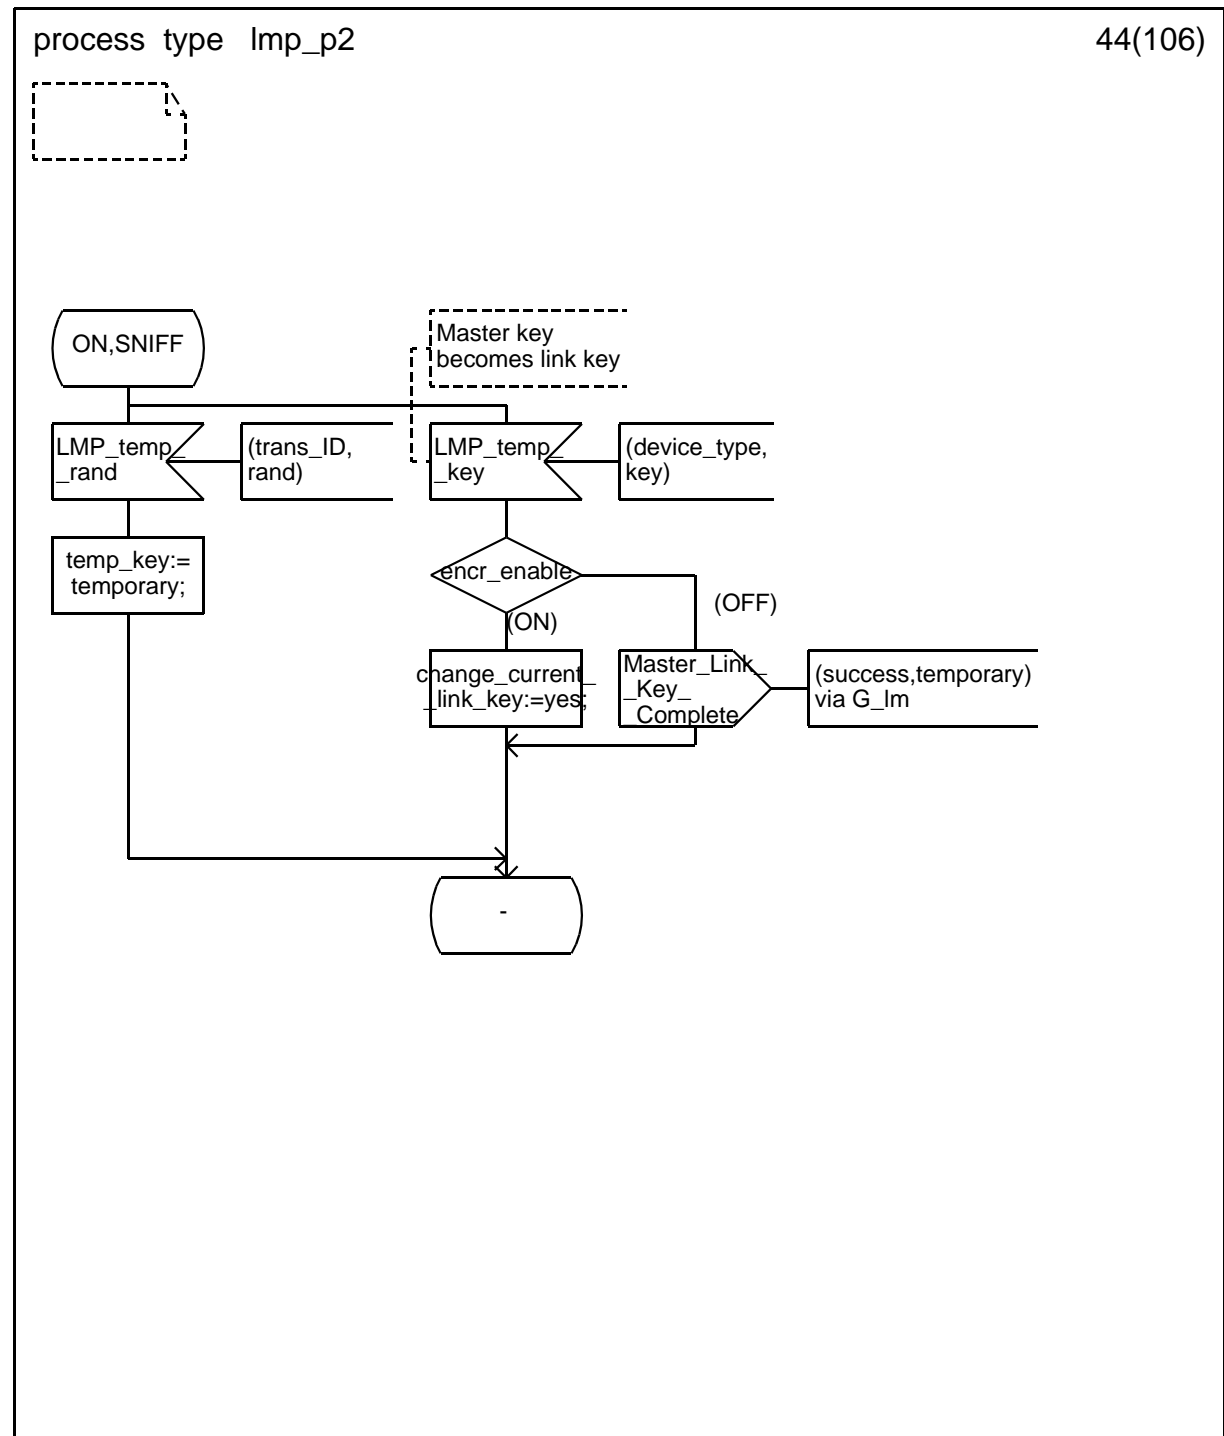 process type lmp_p2
44(106)
ON,SNIFF
Master key
becomes link key
LMP_temp_
_rand
(trans_ID,
rand)
LMP_temp_
_key
(device_type,
key)
temp_key:=
temporary;
encr_enable
(OFF)
(ON)
change_current_
_link_key:=yes;
Master_Link_
_Key_
_Complete
(success,temporary)
via G_lm
-